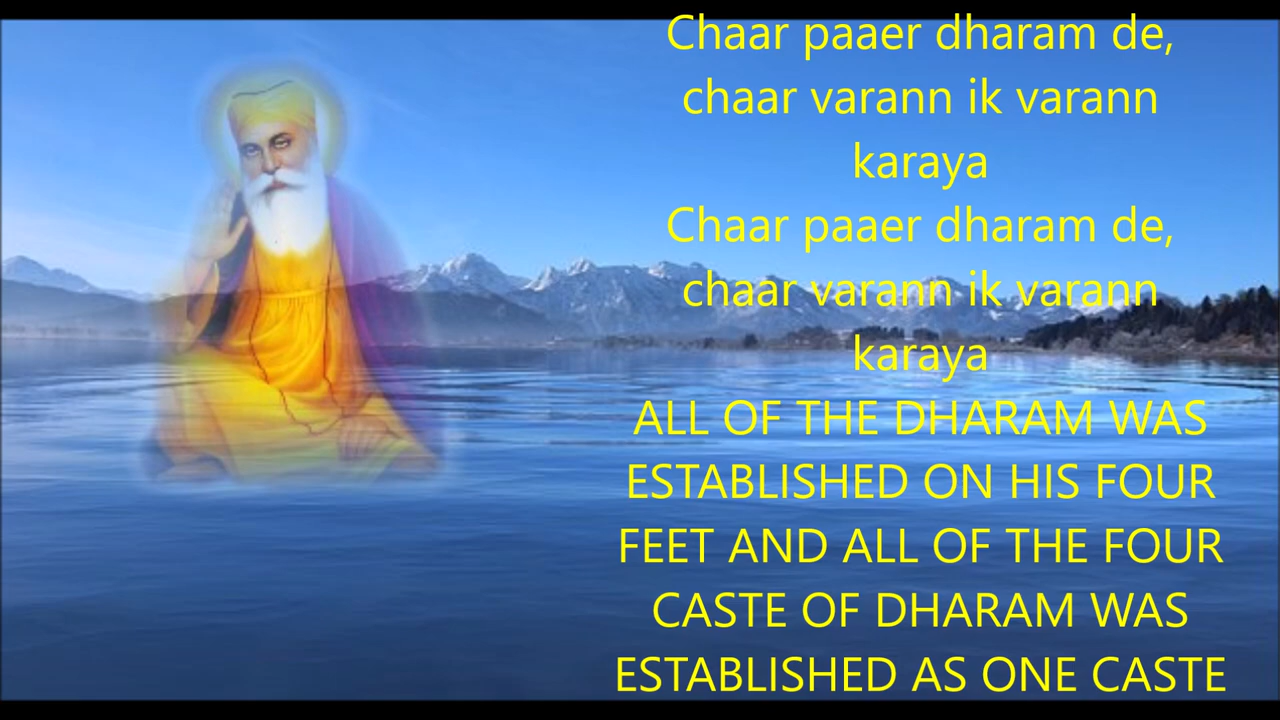 Chaar paaer dharam de,
chaar varann ik varann
karaya
Chaar paaer dharam de,
chaar varann ik varann
karaya
ALL OF THE DHARAM WAS
ESTABLISHED ON HIS FOUR
FEET AND ALL OF THE FOUR
CASTE OF DHARAM WAS
ESTABLISHED AS ONE CASTE